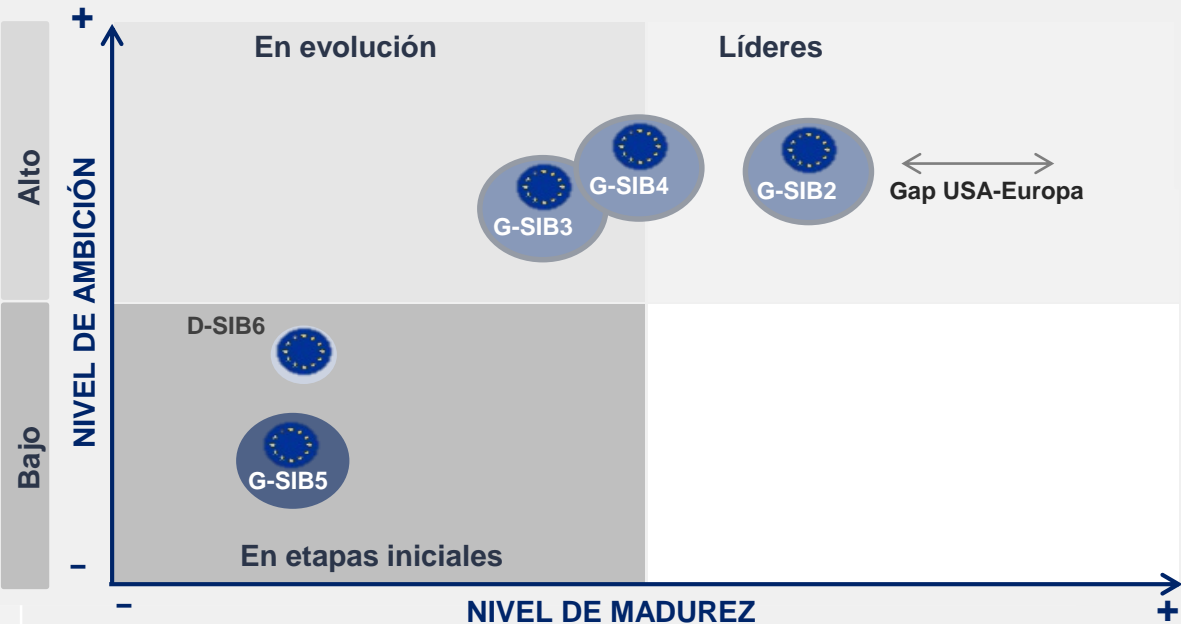 +
En evolución
Líderes
Alto
NIVEL DE AMBICIÓN
G-SIB4
G-SIB2
Gap USA-Europa
G-SIB3
D-SIB6
Bajo
G-SIB5
En etapas iniciales
–
–
NIVEL DE MADUREZ
+